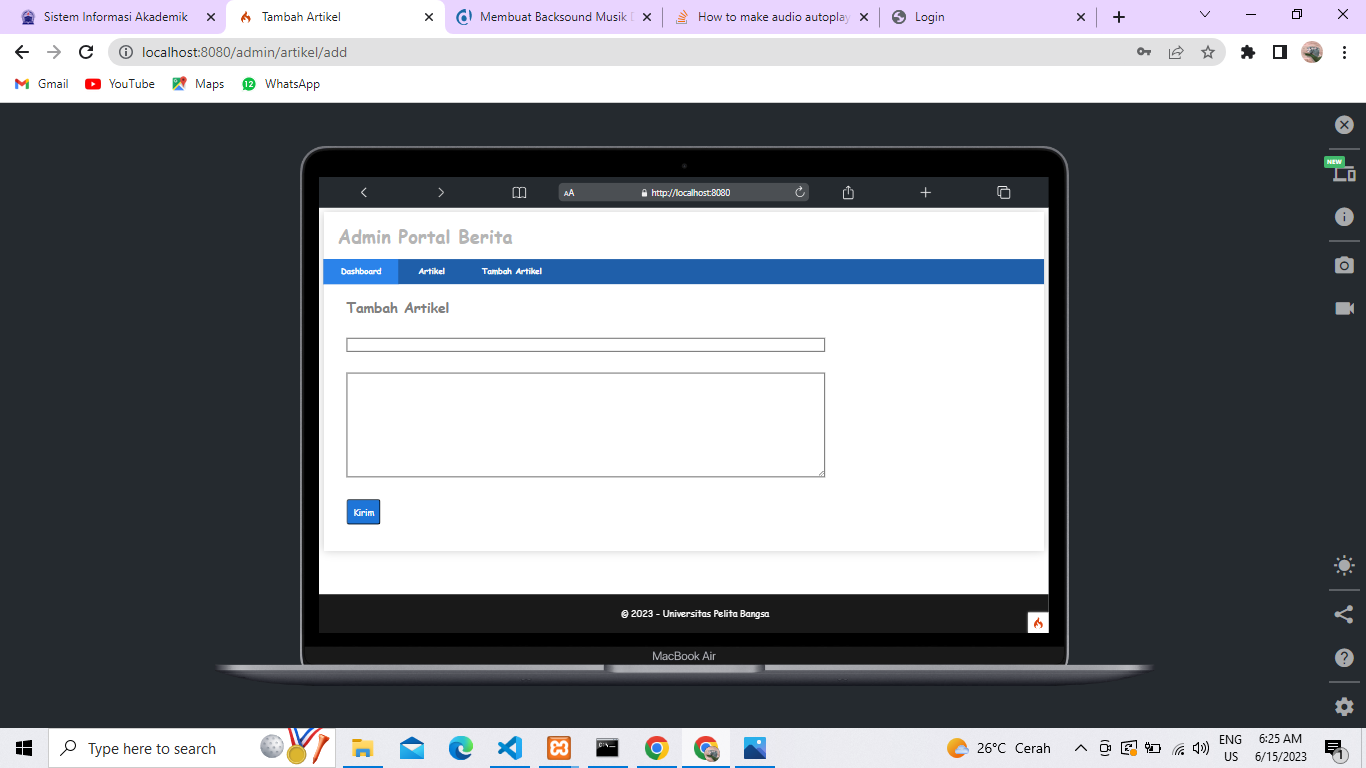 Sistem Informasi Akademik
Tambah Artikel
Membuat Backsound Musik
How to make audio autoplay
Login
localhost:8080/admin/artikel/add
Gmail
YouTube
Maps
12
WhatsApp
NEW
AA
http://localhost:8080
Admin Portal Berita
Dashboard
Artikel
Tambah Artikel
Tambah Artikel
Kirim
© 2023 - Universitas Pelita Bangsa
MacBook Air
Type here to search
26°C Cerah
ENG
US
6:25 AM
6/15/2023
1